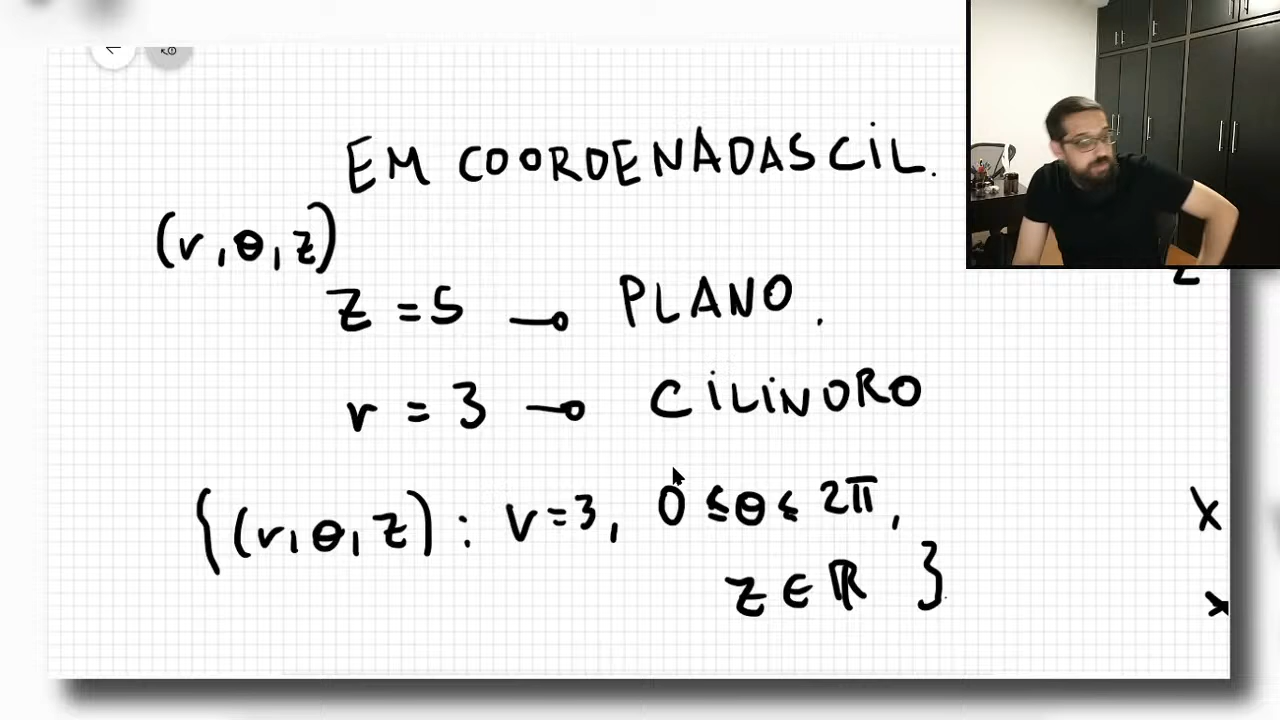 EM COORDENADAS CIL.
(r, θ, z)
z = 5 → PLANO.
r = 3 → CILINDRO
{(r, θ, z) : r = 3, 0 ≤ θ ≤ 2π,
z ∈ ℝ }
z
x
x